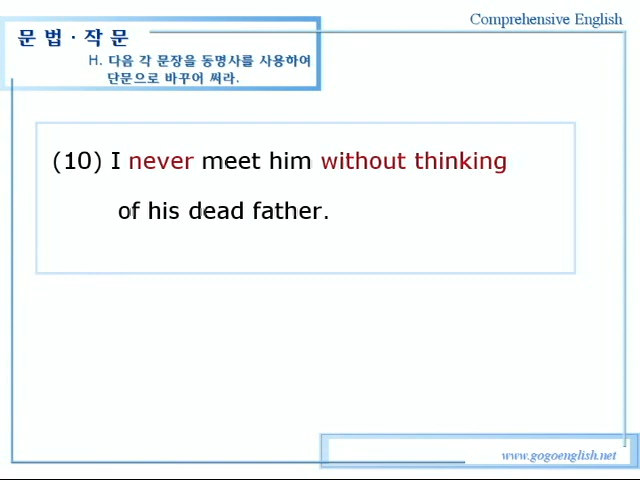 Comprehensive English
문 법 · 작 문
H. 다음 각 문장을 동명사를 사용하여
단문으로 바꾸어 써라.
(10) I never meet him without thinking
of his dead father.
www.gogoenglish.net